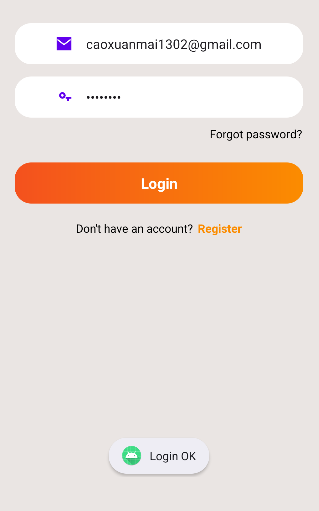 caoxuanmai1302@gmail.com
••••••••
Forgot password?
Login
Don't have an account? Register
Login OK